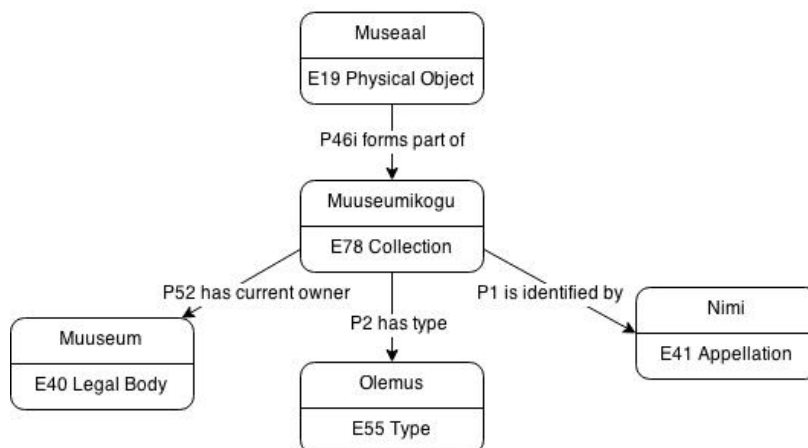 Museaal
E19 Physical Object
P46i forms part of
Muuseumikogu
E78 Collection
P52 has current owner
P1 is identified by
P2 has type
Muuseum
E40 Legal Body
Nimi
E41 Appellation
Olemus
E55 Type